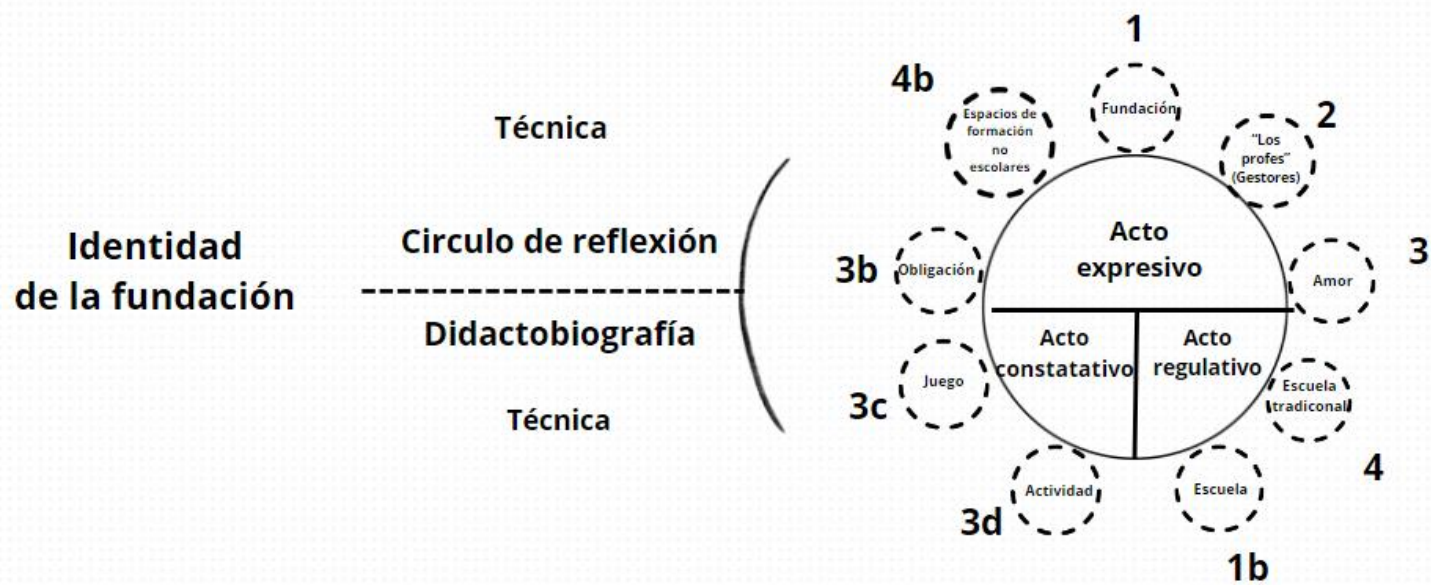 Identidad
de la fundación
Técnica
Circulo de reflexión
Didactobiografía
Técnica
1
Fundación
2
"Los
profes"
(Gestores)
3
Amor
4
Escuela
tradiconal
1b
Escuela
3d
Actividad
3c
Juego
3b
Obligación
4b
Espacios de
formación
no
escolares
Acto
expresivo
Acto
constatativo
Acto
regulativo